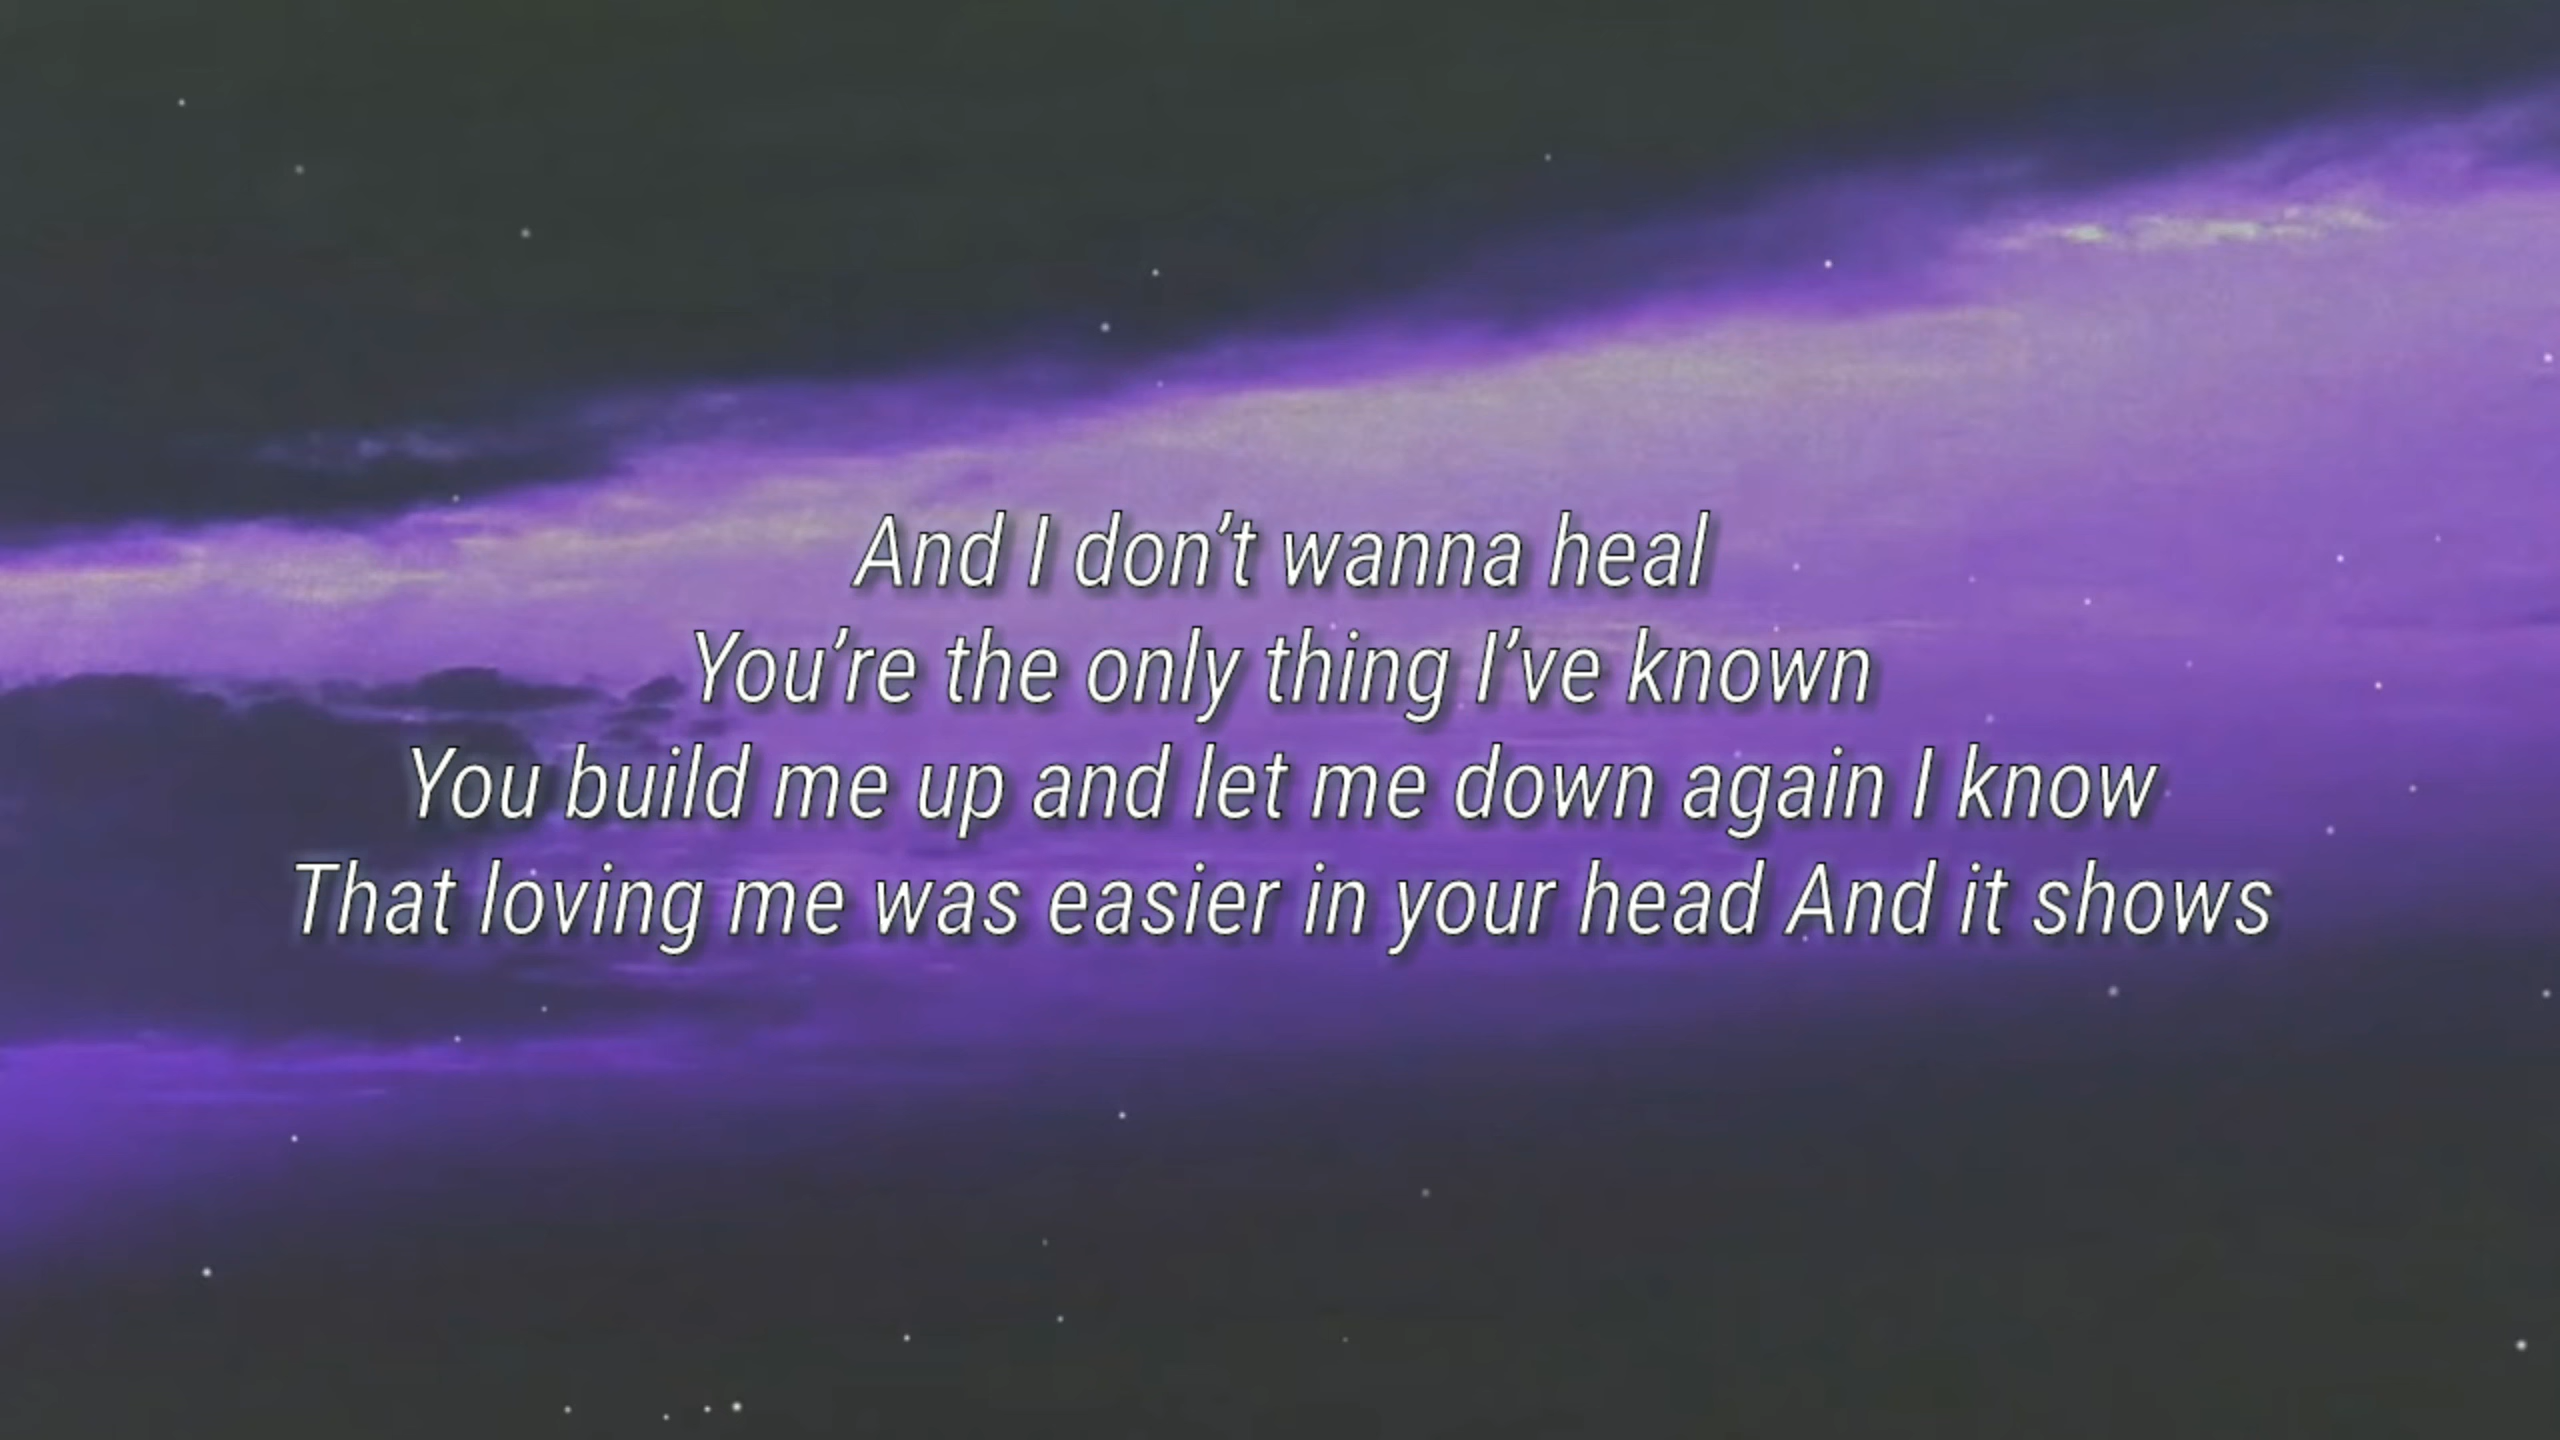 And I don’t wanna heal
You’re the only thing I’ve known
You build me up and let me down again I know
That loving me was easier in your head And it shows